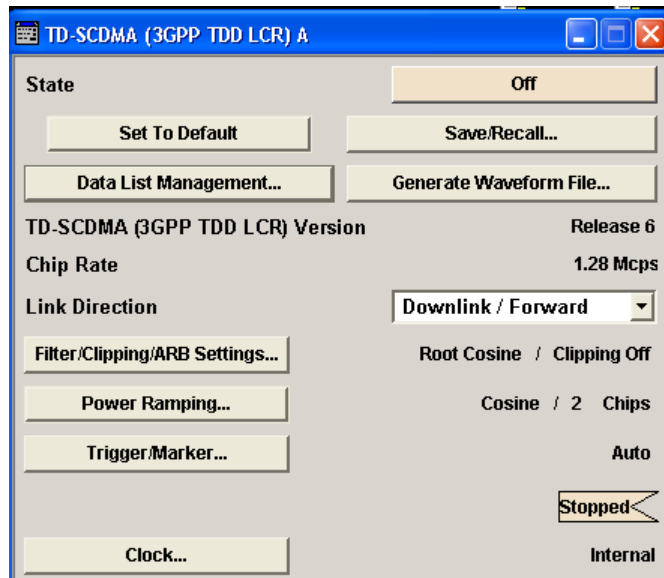 TD-SCDMA (3GPP TDD LCR) A
State Off
Set To Default Save/Recall...
Data List Management... Generate Waveform File...
TD-SCDMA (3GPP TDD LCR) Version Release 6
Chip Rate 1.28 Mcps
Link Direction Downlink / Forward
Filter/Clipping/ARB Settings... Root Cosine / Clipping Off
Power Ramping... Cosine / 2 Chips
Trigger/Marker... Auto
Stopped
Clock... Internal